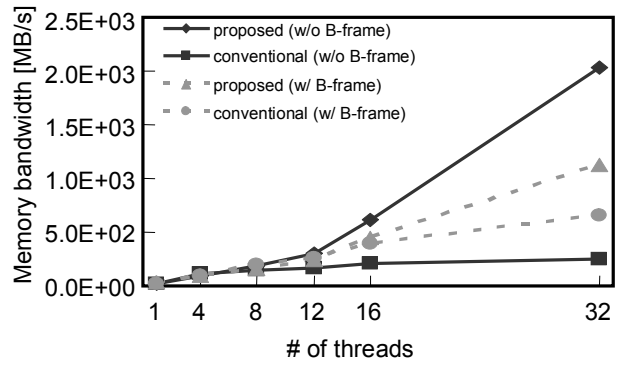 Memory bandwidth [MB/s]
2.5E+03
2.0E+03
1.5E+03
1.0E+03
5.0E+02
0.0E+00
proposed (w/o B-frame)
conventional (w/o B-frame)
proposed (w/ B-frame)
conventional (w/ B-frame)
1 4 8 12 16 32
# of threads